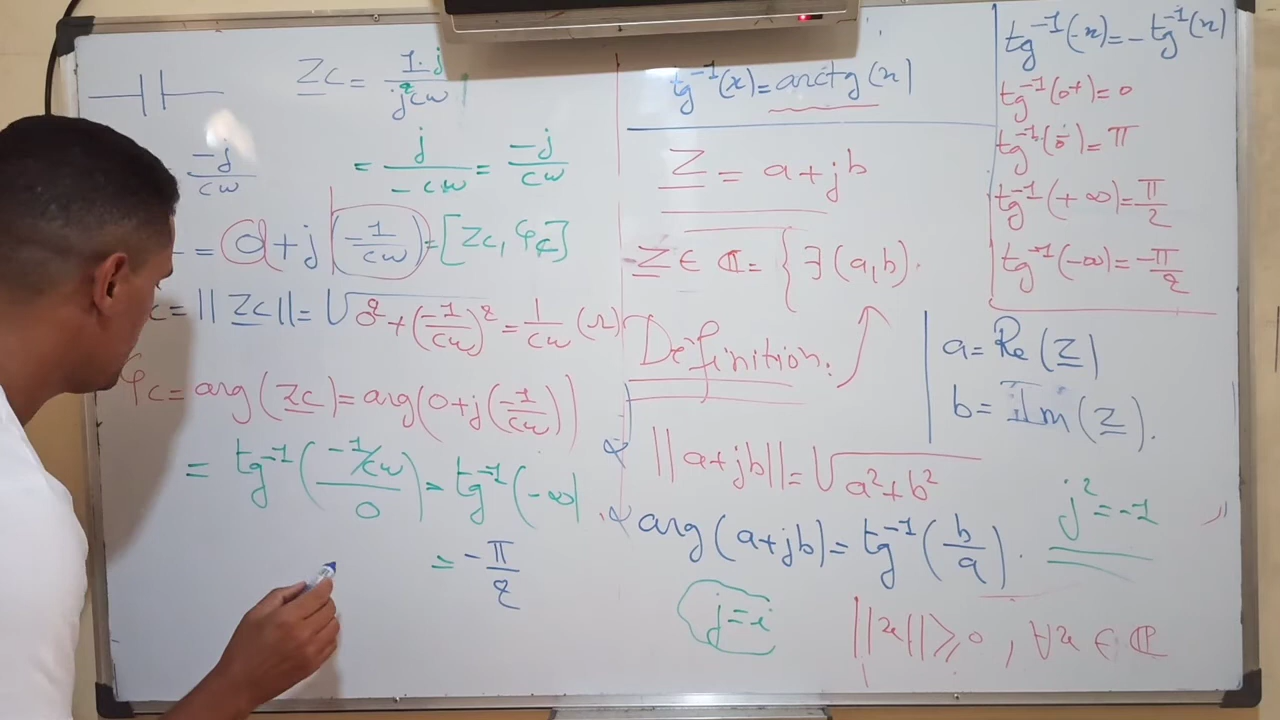 Zc = 1·j / j²cw
= j / -cw = -j / cw
-j / cw
= 0 + j (-1/cw) = [Zc, φc]
c = ||Zc|| = √(0² + (-1/cw)²) = 1/cw (Ω)
φc = arg(Zc) = arg(0 + j(-1/cw))
= tg⁻¹((-1/cw) / 0) = tg⁻¹(-∞)
= -π/2
tg⁻¹(x) = arctg(x)
Z = a + jb
Z ∈ ℂ = { ∃(a,b).
Définition.
||a+jb|| = √(a² + b²)
arg(a+jb) = tg⁻¹(b/a).
j = i
tg⁻¹(-x) = -tg⁻¹(x)
tg⁻¹(0⁺) = 0
tg⁻¹(0⁻) = π
tg⁻¹(+∞) = π/2
tg⁻¹(-∞) = -π/2
a = Re(Z)
b = Im(Z).
j² = -1
||x|| ⩾ 0, ∀x ∈ ℂ